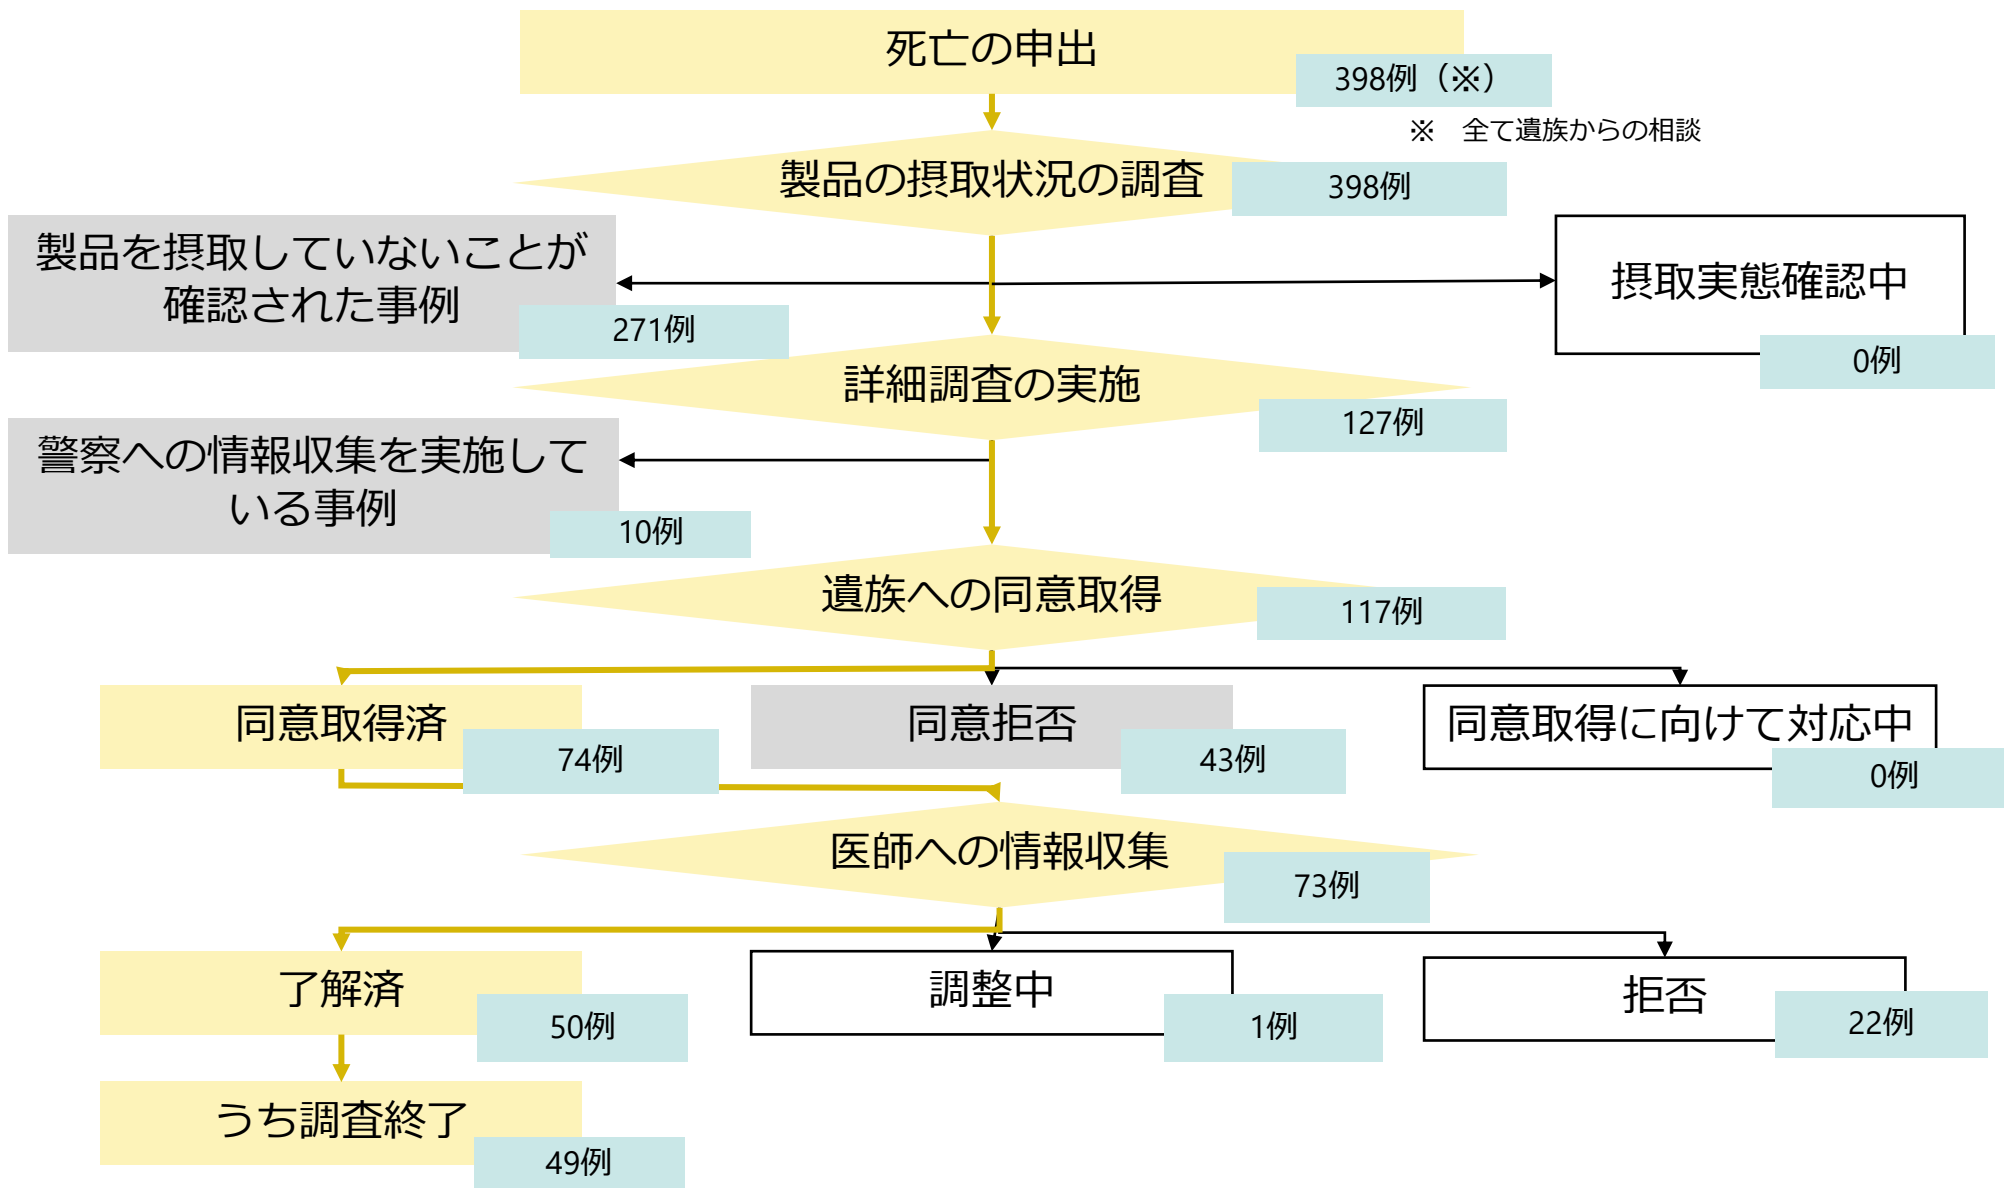 死亡の申出
398例（※）
※　全て遺族からの相談
製品の摂取状況の調査
398例
製品を摂取していないことが
確認された事例
271例
摂取実態確認中
0例
詳細調査の実施
127例
警察への情報収集を実施して
いる事例
10例
遺族への同意取得
117例
同意取得済
74例
同意拒否
43例
同意取得に向けて対応中
0例
医師への情報収集
73例
了解済
50例
調整中
1例
拒否
22例
うち調査終了
49例